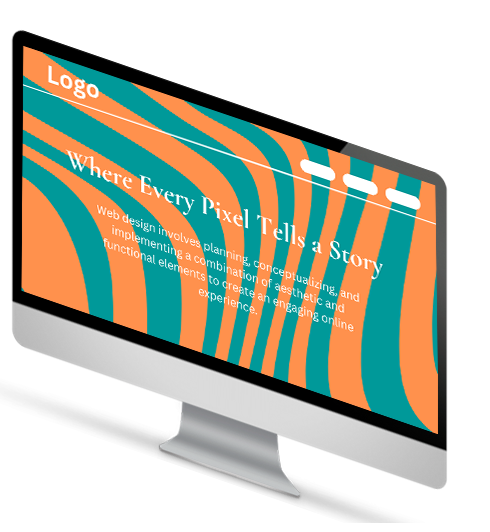 Logo
Where Every Pixel Tells a Story
Web design involves planning, conceptualizing, and
implementing a combination of aesthetic and
functional elements to create an engaging online
experience.